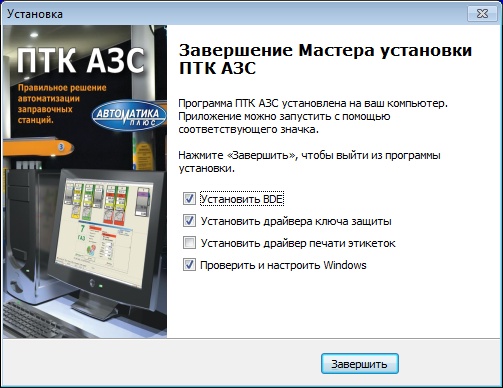 Установка
ПТК АЗС
Правильное решение
автоматизации
заправочных
станций.
АВТОМАТИКА
ПЛЮС
7
ГАЗ
Завершение Мастера установки
ПТК АЗС
Программа ПТК АЗС установлена на ваш компьютер.
Приложение можно запустить с помощью
соответствующего значка.
Нажмите «Завершить», чтобы выйти из программы
установки.
Установить BDE
Установить драйвера ключа защиты
Установить драйвер печати этикеток
Проверить и настроить Windows
Завершить